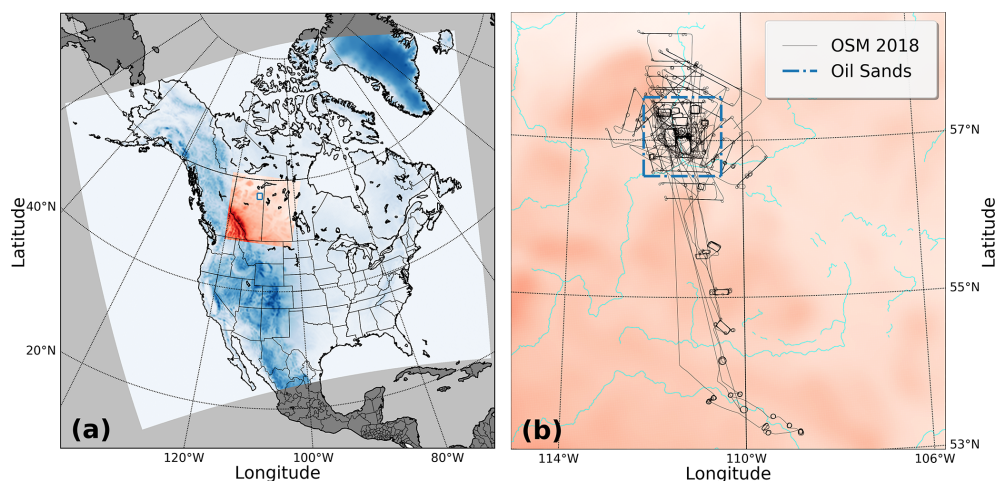 Latitude
40°N
20°N
(a)
120°W
100°W
80°W
Longitude
OSM 2018
Oil Sands
57°N
55°N
53°N
Latitude
(b)
114°W
110°W
106°W
Longitude